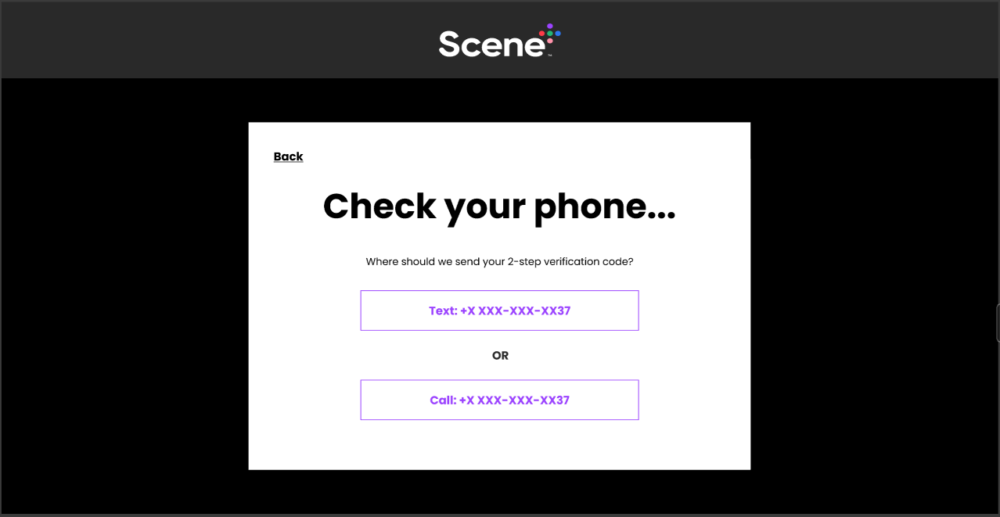 Scene
Back
Check your phone...
Where should we send your 2-step verification code?
Text: +X XXX-XXX-XX37
OR
Call: +X XXX-XXX-XX37